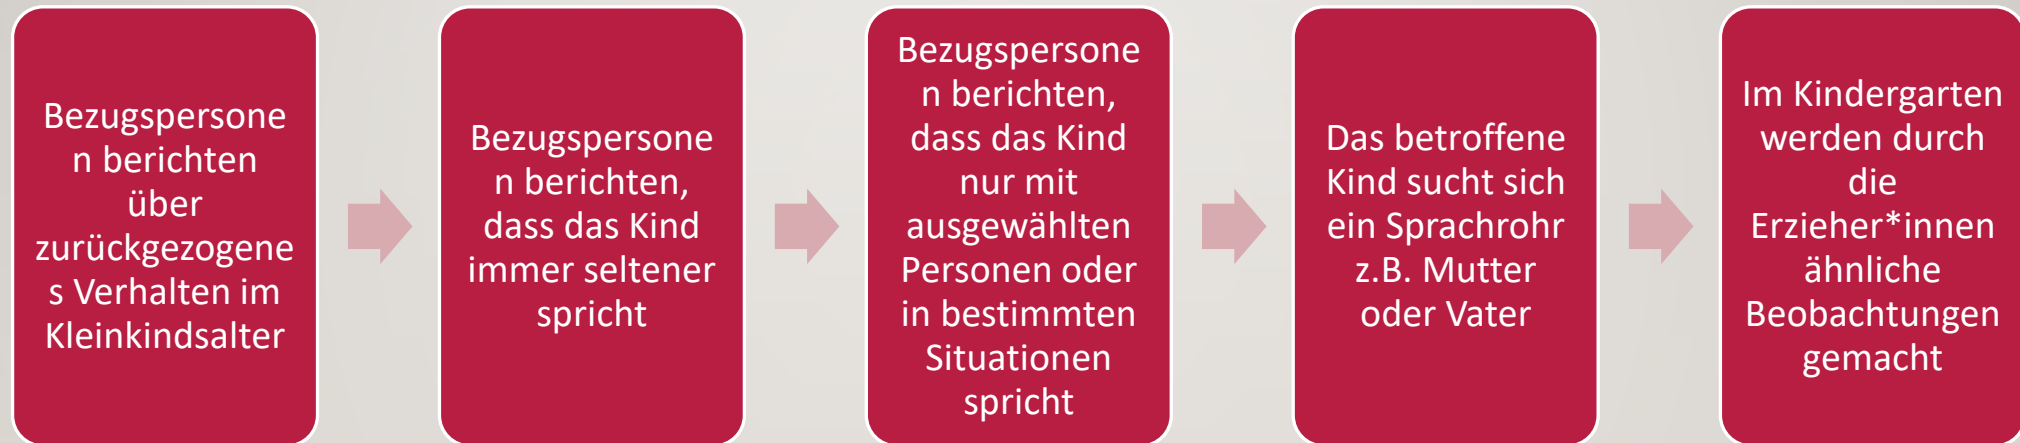 Bezugspersone
n berichten
über
zurückgezogene
s Verhalten im
Kleinkindsalter
Bezugspersone
n berichten,
dass das Kind
immer seltener
spricht
Bezugspersone
n berichten,
dass das Kind
nur mit
ausgewählten
Personen oder
in bestimmten
Situationen
spricht
Das betroffene
Kind sucht sich
ein Sprachrohr
z.B. Mutter
oder Vater
Im Kindergarten
werden durch
die
Erzieher*innen
ähnliche
Beobachtungen
gemacht